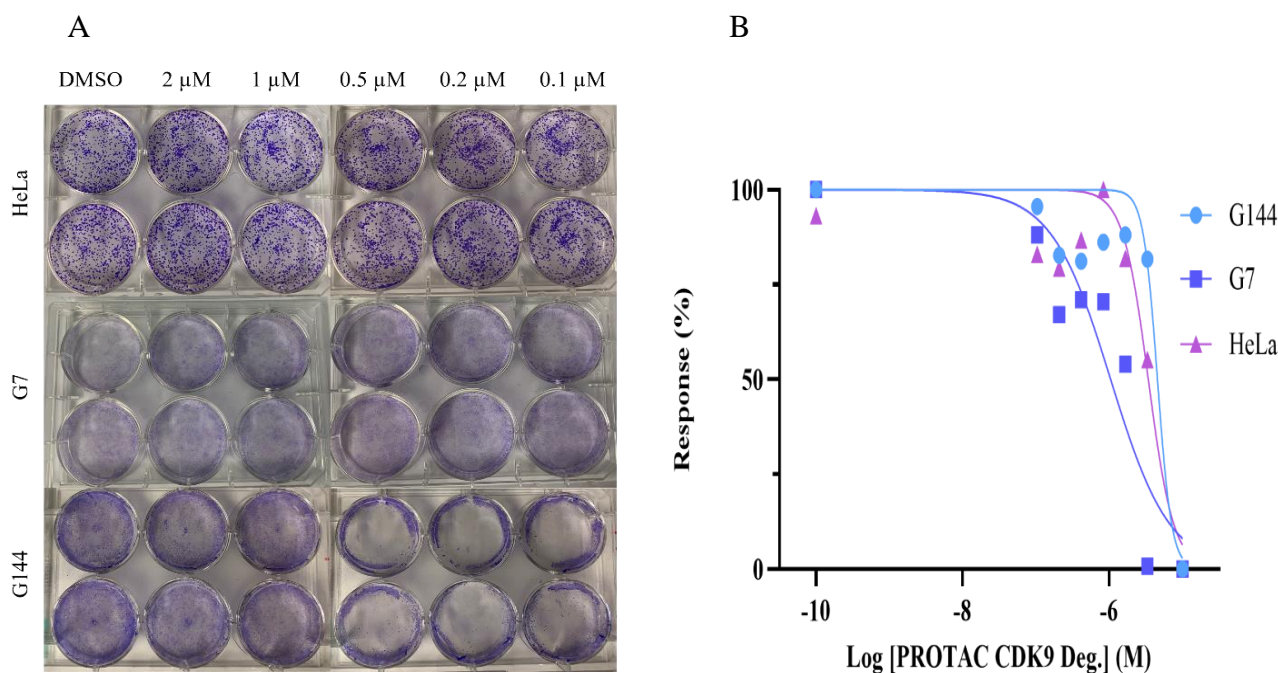 A
DMSO 2 µM 1 µM 0.5 µM 0.2 µM 0.1 µM
HeLa
G7
G144
B
100
50
0
-10 -8 -6
Response (%)
Log [PROTAC CDK9 Deg.] (M)
G144
G7
HeLa